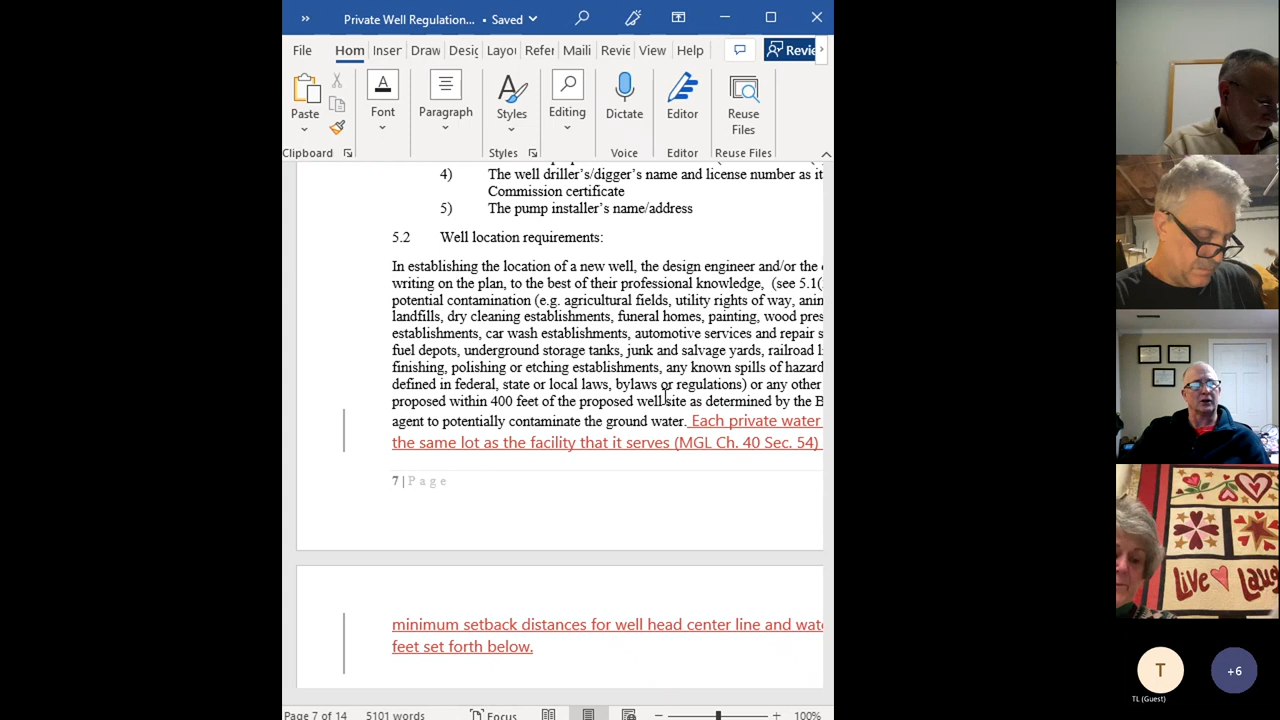 Private Well Regulation... • Saved
File Hom Inser Draw Desig Layou Refer Maili Revie View Help Revie
Paste Font Paragraph Styles Editing Dictate Editor Reuse Files
Clipboard Styles Voice Editor Reuse Files
4) The well driller's/digger's name and license number as it
Commission certificate
5) The pump installer's name/address
5.2 Well location requirements:
In establishing the location of a new well, the design engineer and/or the
writing on the plan, to the best of their professional knowledge, (see 5.1(
potential contamination (e.g. agricultural fields, utility rights of way, anim
landfills, dry cleaning establishments, funeral homes, painting, wood pres
establishments, car wash establishments, automotive services and repair s
fuel depots, underground storage tanks, junk and salvage yards, railroad li
finishing, polishing or etching establishments, any known spills of hazard
defined in federal, state or local laws, bylaws or regulations) or any other
proposed within 400 feet of the proposed well site as determined by the B
agent to potentially contaminate the ground water. Each private water
the same lot as the facility that it serves (MGL Ch. 40 Sec. 54)
7 | Page
minimum setback distances for well head center line and wate
feet set forth below.
Page 7 of 14 5101 words Focus 100%
Live Laug
T
TL (Guest)
+6